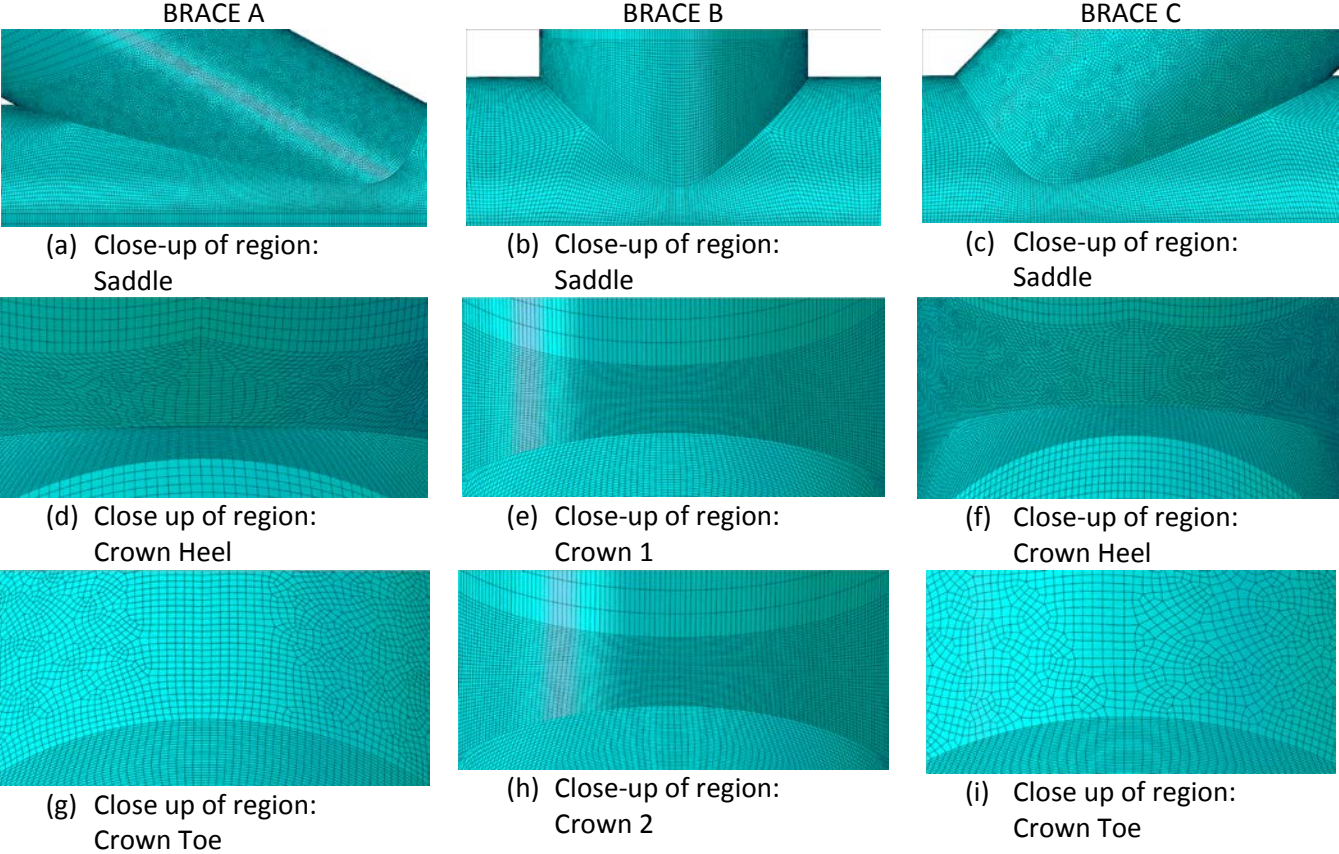 BRACE A
BRACE B
BRACE C
(a) Close-up of region:
Saddle
(b) Close-up of region:
Saddle
(c) Close-up of region:
Saddle
(d) Close up of region:
Crown Heel
(e) Close-up of region:
Crown 1
(f) Close-up of region:
Crown Heel
(g) Close up of region:
Crown Toe
(h) Close-up of region:
Crown 2
(i) Close up of region:
Crown Toe